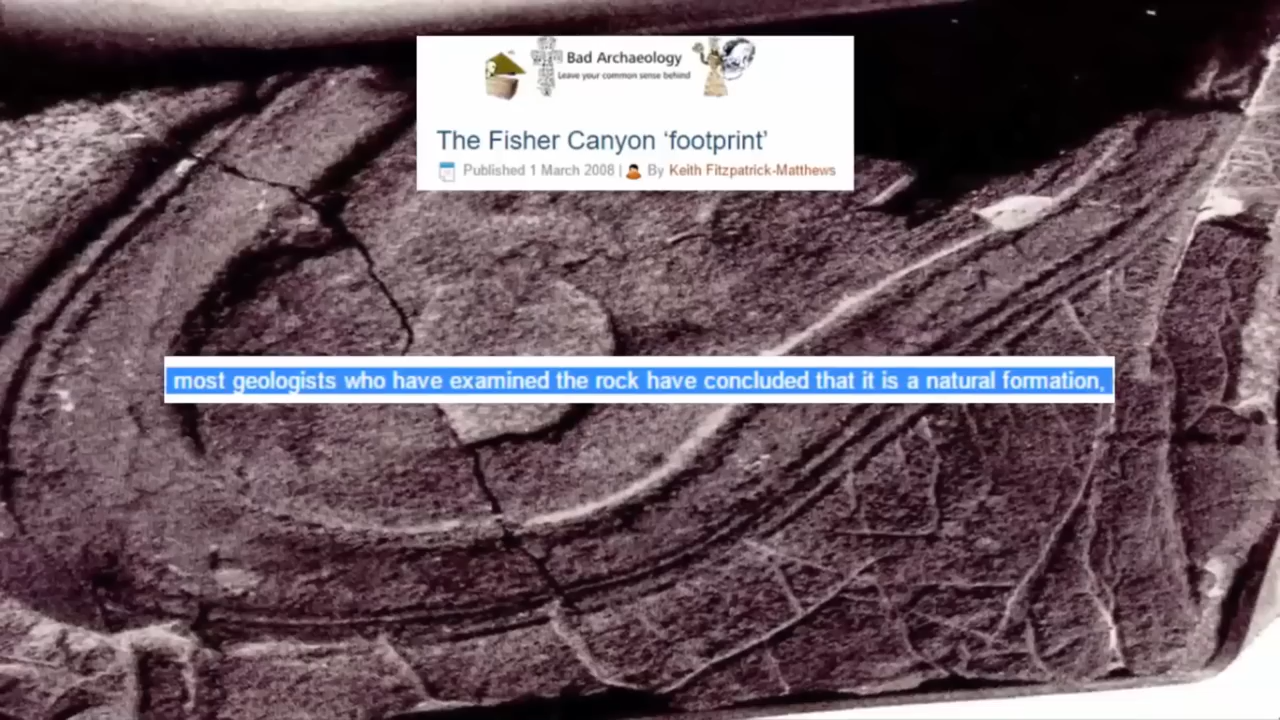 Bad Archaeology
Leave your common sense behind
The Fisher Canyon ‘footprint’
Published 1 March 2008 | By Keith Fitzpatrick-Matthews
most geologists who have examined the rock have concluded that it is a natural formation,